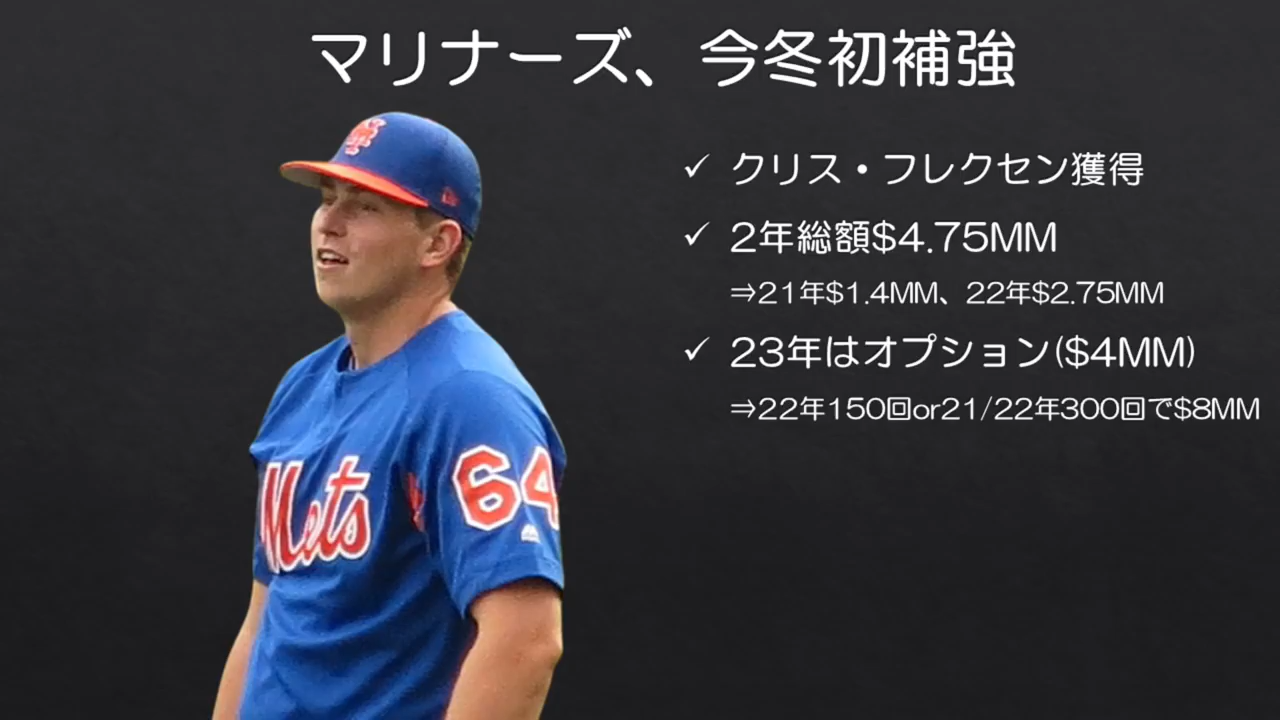 マリナーズ、今冬初補強
✓ クリス・フレクセン獲得
✓ 2年総額$4.75MM
⇒21年$1.4MM、22年$2.75MM
✓ 23年はオプション($4MM)
⇒22年150回or21/22年300回で$8MM
NY
Mets
64